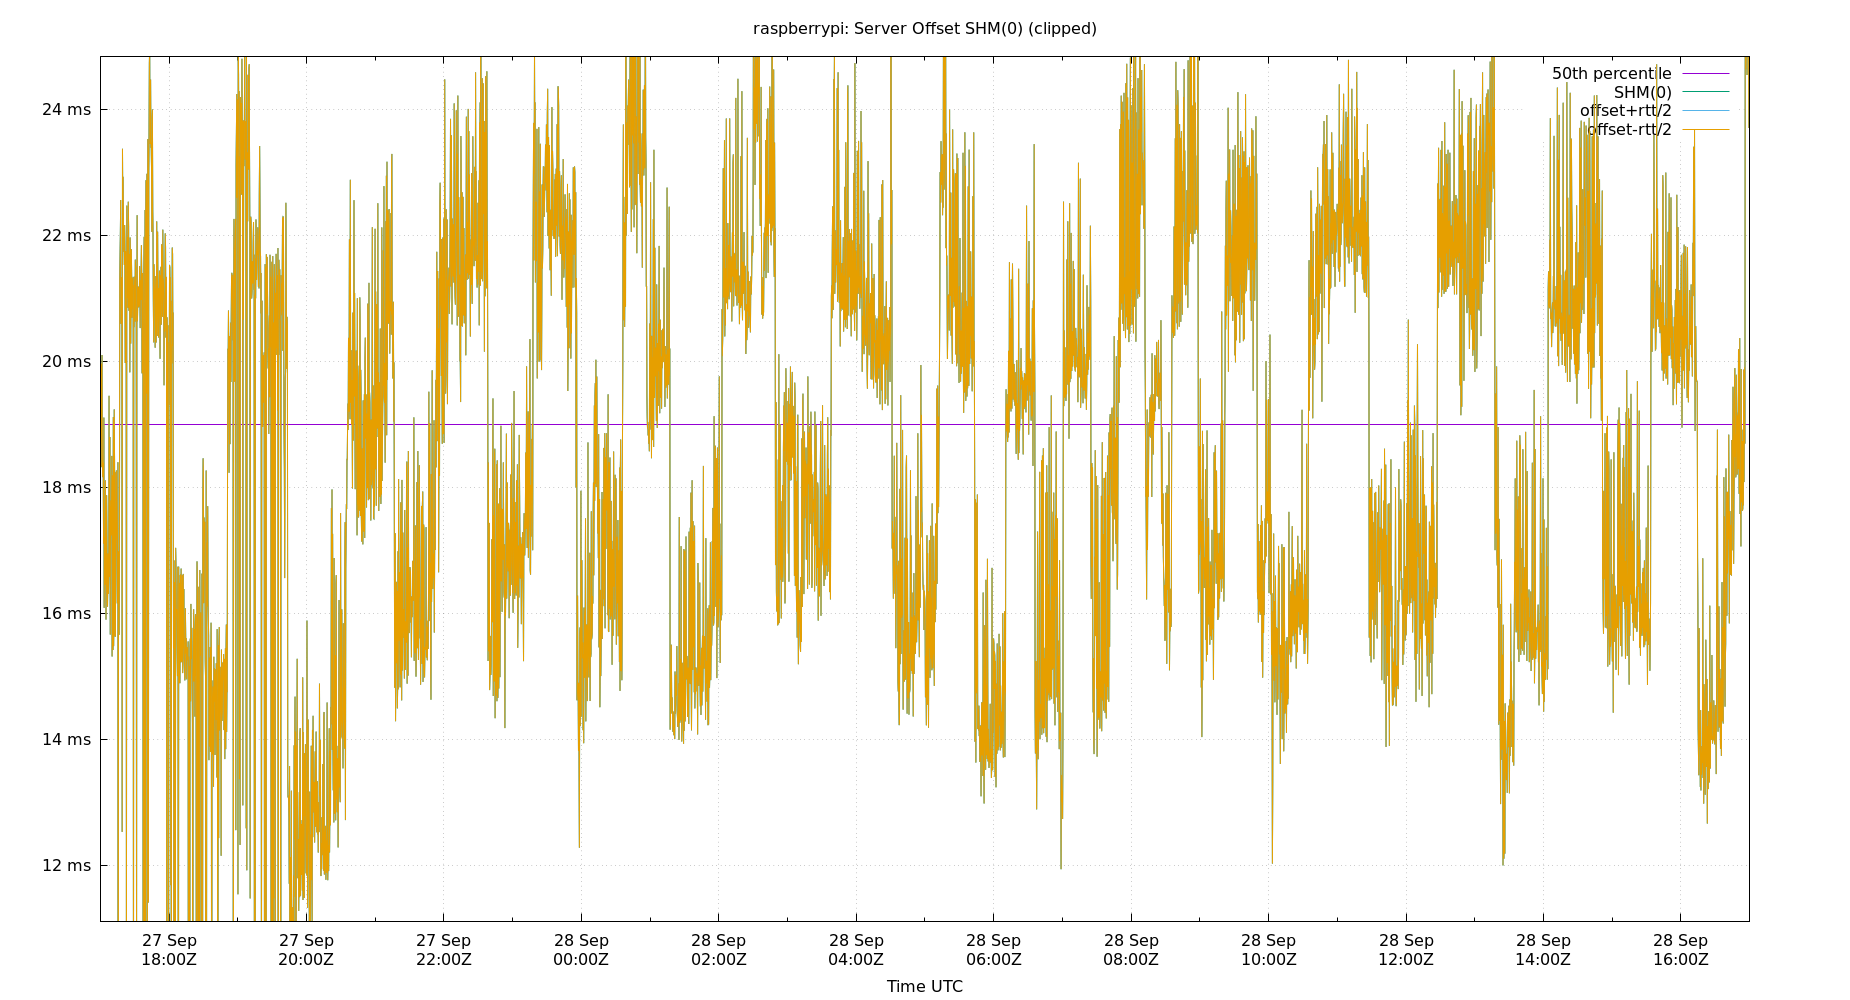 raspberrypi: Server Offset SHM(0) (clipped)
50th percentile
SHM(0)
offset+rtt/2
offset-rtt/2
24 ms
22 ms
20 ms
18 ms
16 ms
14 ms
12 ms
27 Sep 27 Sep 27 Sep 28 Sep 28 Sep 28 Sep 28 Sep 28 Sep 28 Sep 28 Sep 28 Sep 28 Sep
18:00Z 20:00Z 22:00Z 00:00Z 02:00Z 04:00Z 06:00Z 08:00Z 10:00Z 12:00Z 14:00Z 16:00Z
Time UTC